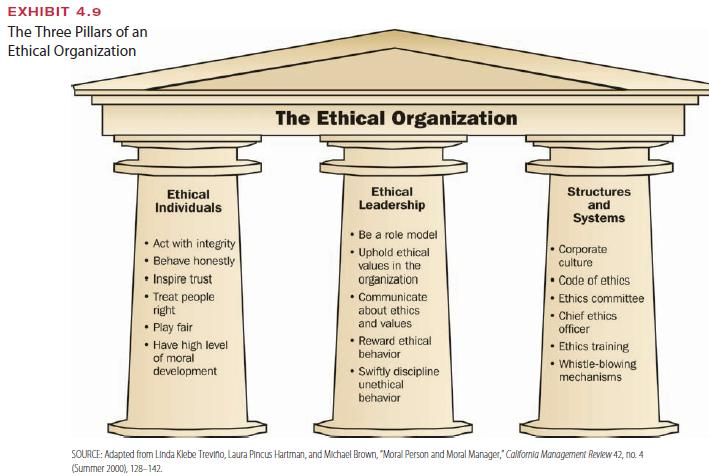 EXHIBIT 4.9
The Three Pillars of an
Ethical Organization
The Ethical Organization
Ethical
Individuals
• Act with integrity
• Behave honestly
• Inspire trust
• Treat people
right
• Play fair
• Have high level
of moral
development
Ethical
Leadership
• Be a role model
• Uphold ethical
values in the
organization
• Communicate
about ethics
and values
• Reward ethical
behavior
• Swiftly discipline
unethical
behavior
Structures
and
Systems
• Corporate
culture
• Code of ethics
• Ethics committee
• Chief ethics
officer
• Ethics training
• Whistle-blowing
mechanisms
SOURCE: Adapted from Linda Klebe Treviño, Laura Pincus Hartman, and Michael Brown, "Moral Person and Moral Manager," California Management Review 42, no. 4
(Summer 2000), 128–142.